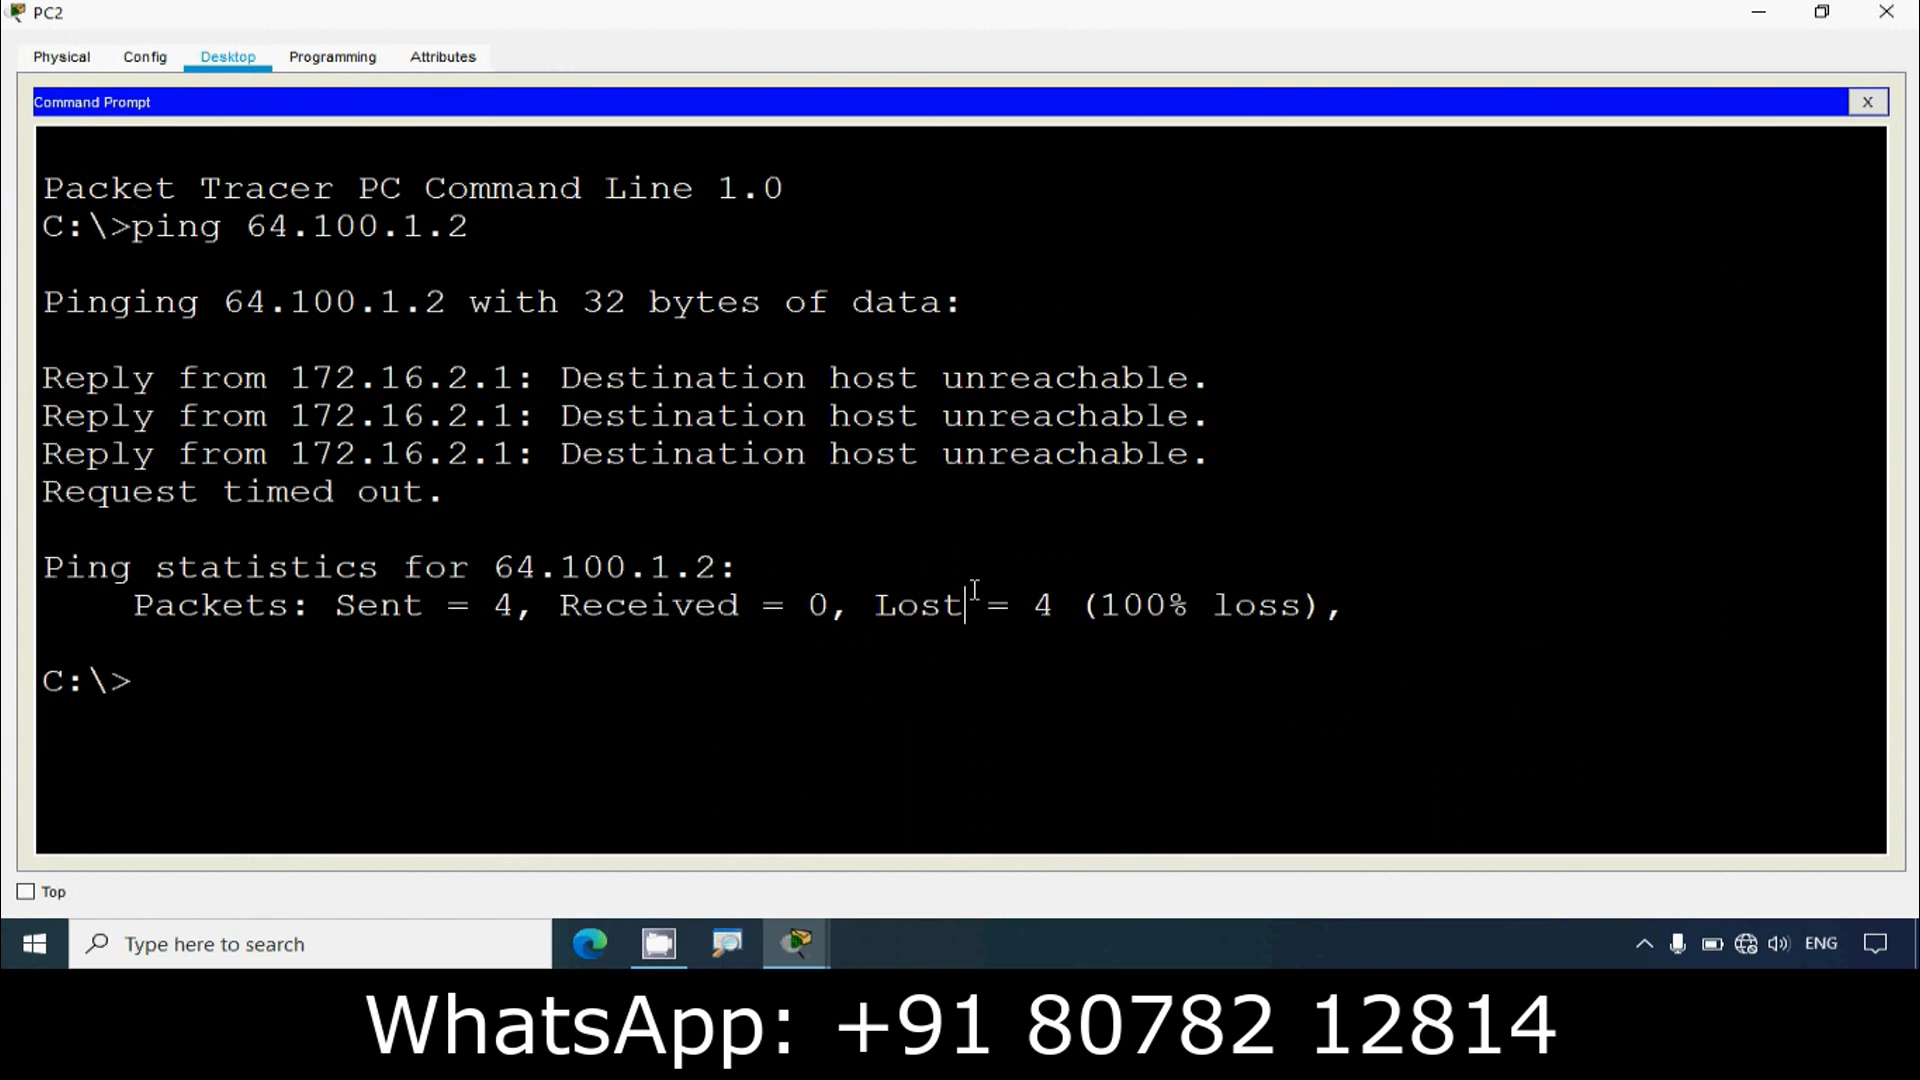 PC2
Physical Config Desktop Programming Attributes
Command Prompt X
Packet Tracer PC Command Line 1.0
C:\>ping 64.100.1.2
Pinging 64.100.1.2 with 32 bytes of data:
Reply from 172.16.2.1: Destination host unreachable.
Reply from 172.16.2.1: Destination host unreachable.
Reply from 172.16.2.1: Destination host unreachable.
Request timed out.
Ping statistics for 64.100.1.2:
Packets: Sent = 4, Received = 0, Lost = 4 (100% loss),
C:\>
Top
Type here to search ENG
WhatsApp: +91 80782 12814